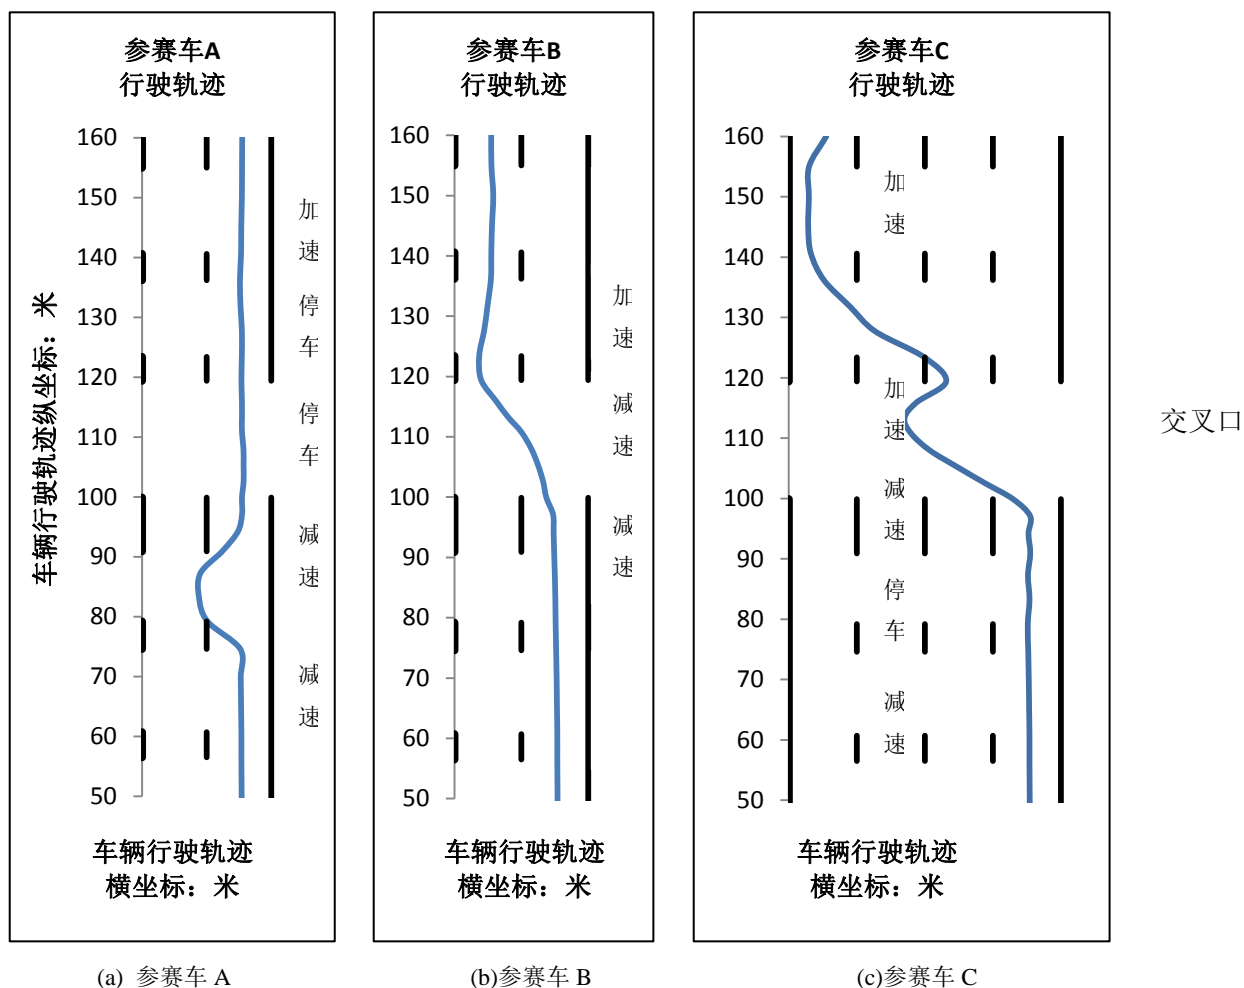 参赛车A
行驶轨迹
160
150
140
130
120
110
100
90
80
70
60
50
车辆行驶轨迹纵坐标：米
加
速
停
车
停
车
减
速
减
速
车辆行驶轨迹
横坐标：米
(a) 参赛车 A
参赛车B
行驶轨迹
160
150
140
130
120
110
100
90
80
70
60
50
加
速
减
速
减
速
车辆行驶轨迹
横坐标：米
(b)参赛车 B
参赛车C
行驶轨迹
160
150
140
130
120
110
100
90
80
70
60
50
加
速
加
速
减
速
停
车
减
速
车辆行驶轨迹
横坐标：米
(c)参赛车 C
交叉口